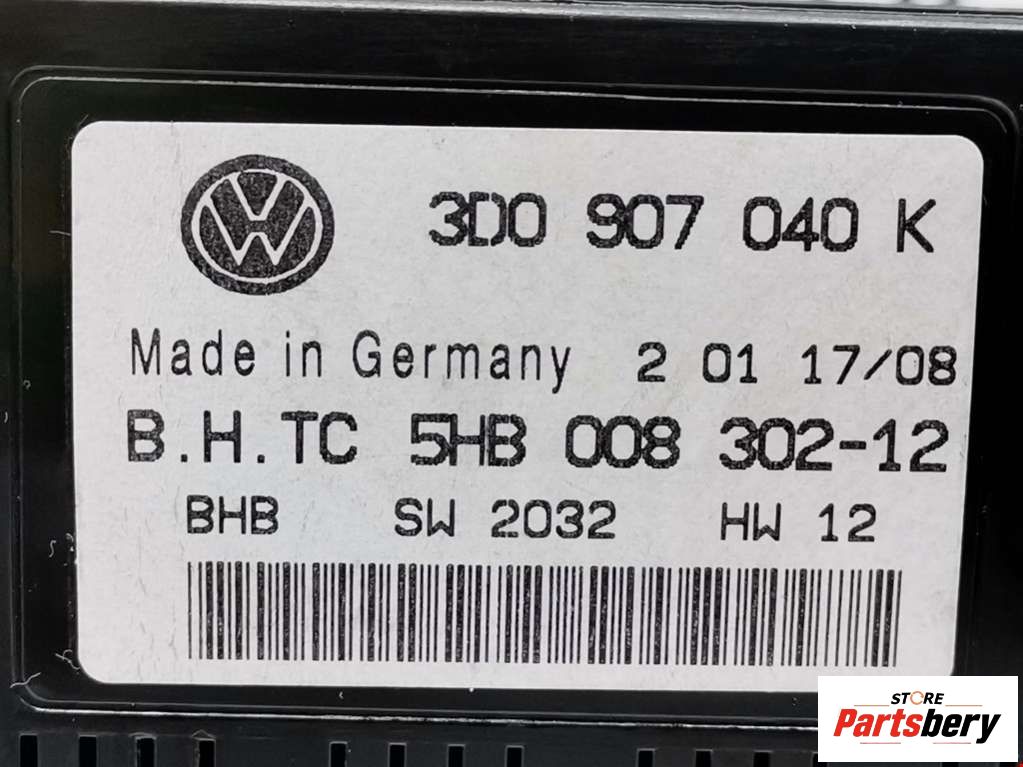 3D0 907 040 K
Made in Germany 2 01 17/08
B.H.TC 5HB 008 302-12
BHB SW 2032 HW 12
STORE
Partsbery